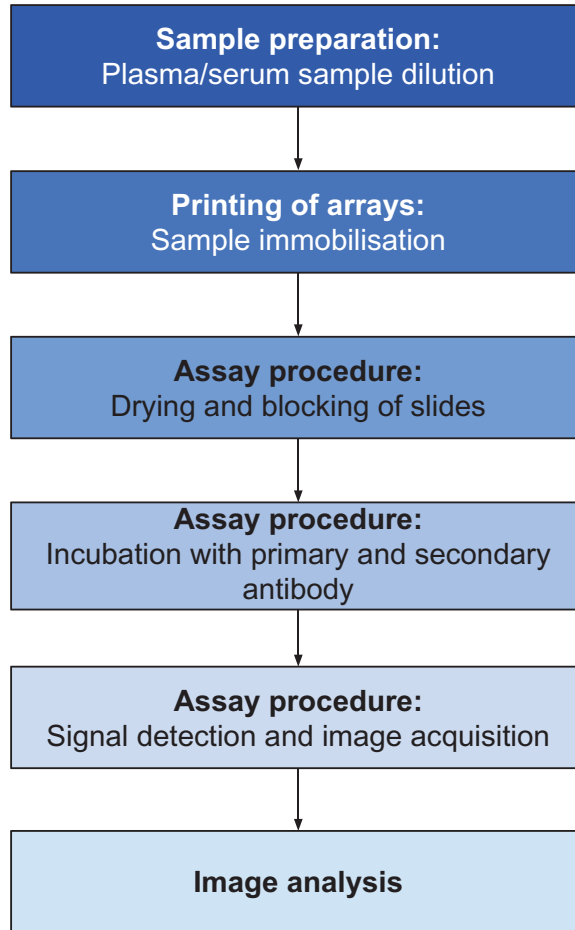 Sample preparation:
Plasma/serum sample dilution
Printing of arrays:
Sample immobilisation
Assay procedure:
Drying and blocking of slides
Assay procedure:
Incubation with primary and secondary
antibody
Assay procedure:
Signal detection and image acquisition
Image analysis